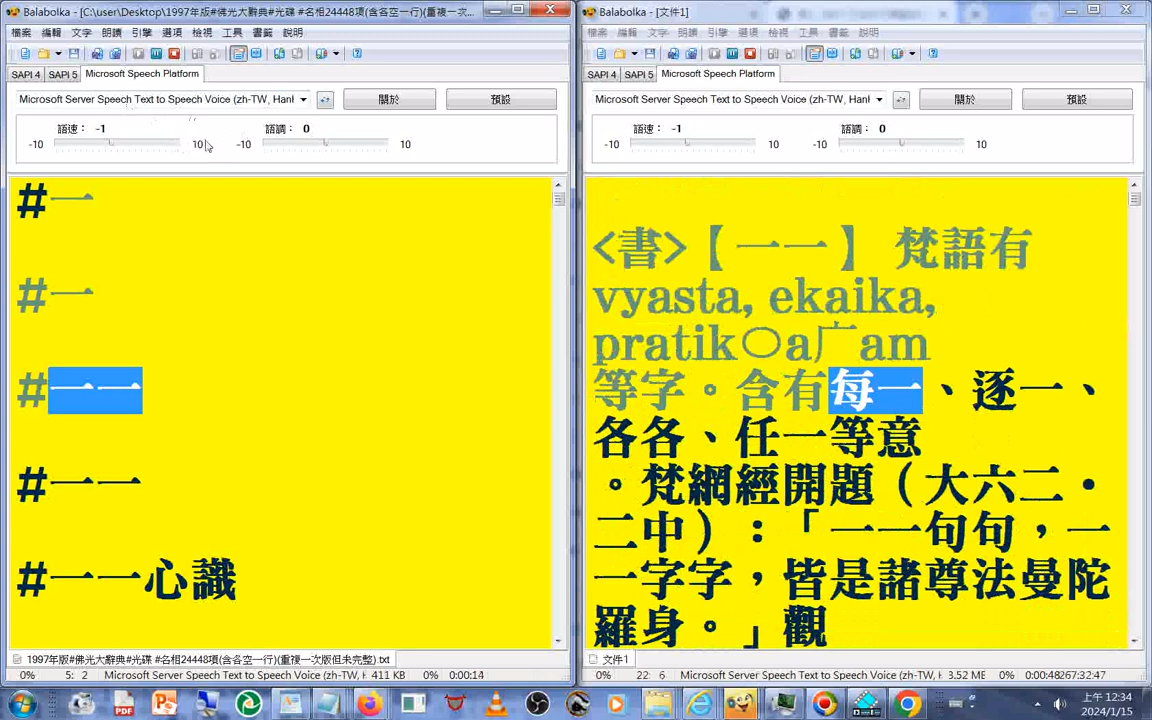 Balabolka - [C:\user\Desktop\1997年版#佛光大辭典#光碟 #名相24448項(含各空一行)(重複一次...
檔案 編輯 文字 朗讀 引擎 選項 檢視 工具 書籤 說明
SAPI 4 SAPI 5 Microsoft Speech Platform
Microsoft Server Speech Text to Speech Voice (zh-TW, Han
關於 預設
語速： -1 語調： 0
-10 10 -10 10
#一
#一
#一一
#一一
#一一心識
1997年版#佛光大辭典#光碟 #名相24448項(含各空一行)(重複一次版但未完整).txt
0% 5: 2 Microsoft Server Speech Text to Speech Voice (zh-TW, 411 KB 0% 0:00:14
Balabolka - [文件1]
檔案 編輯 文字 朗讀 引擎 選項 檢視 工具 書籤 說明
SAPI 4 SAPI 5 Microsoft Speech Platform
Microsoft Server Speech Text to Speech Voice (zh-TW, Han
關於 預設
語速： -1 語調： 0
-10 10 -10 10
<書>【一一】 梵語有
vyasta, ekaika,
pratik○a广am
等字。含有每一、逐一、
各各、任一等意
。梵網經開題（大六二‧
二中）：「一一句句，一
一字字，皆是諸尊法曼陀
羅身。」觀
文件1
0% 22: 6 Microsoft Server Speech Text to Speech Voice (zh-TW, 3.52 MB 0% 0:00:48267:32:47
PDF
上午 12:34
2024/1/15